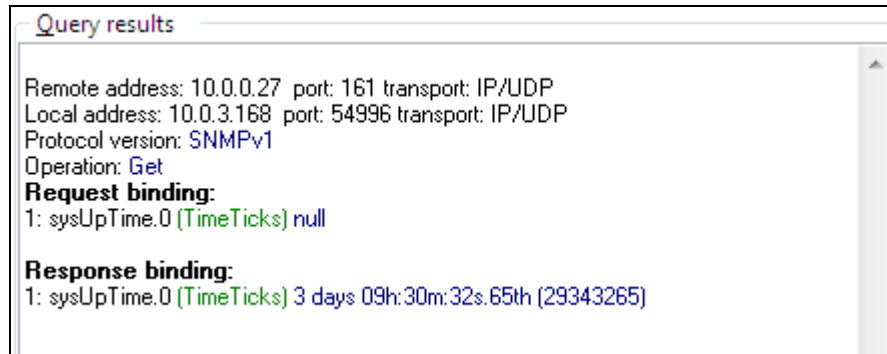 Query results
Remote address: 10.0.0.27 port: 161 transport: IP/UDP
Local address: 10.0.3.168 port: 54996 transport: IP/UDP
Protocol version: SNMPv1
Operation: Get
Request binding:
1: sysUpTime.0 (TimeTicks) null
Response binding:
1: sysUpTime.0 (TimeTicks) 3 days 09h:30m:32s.65th (29343265)